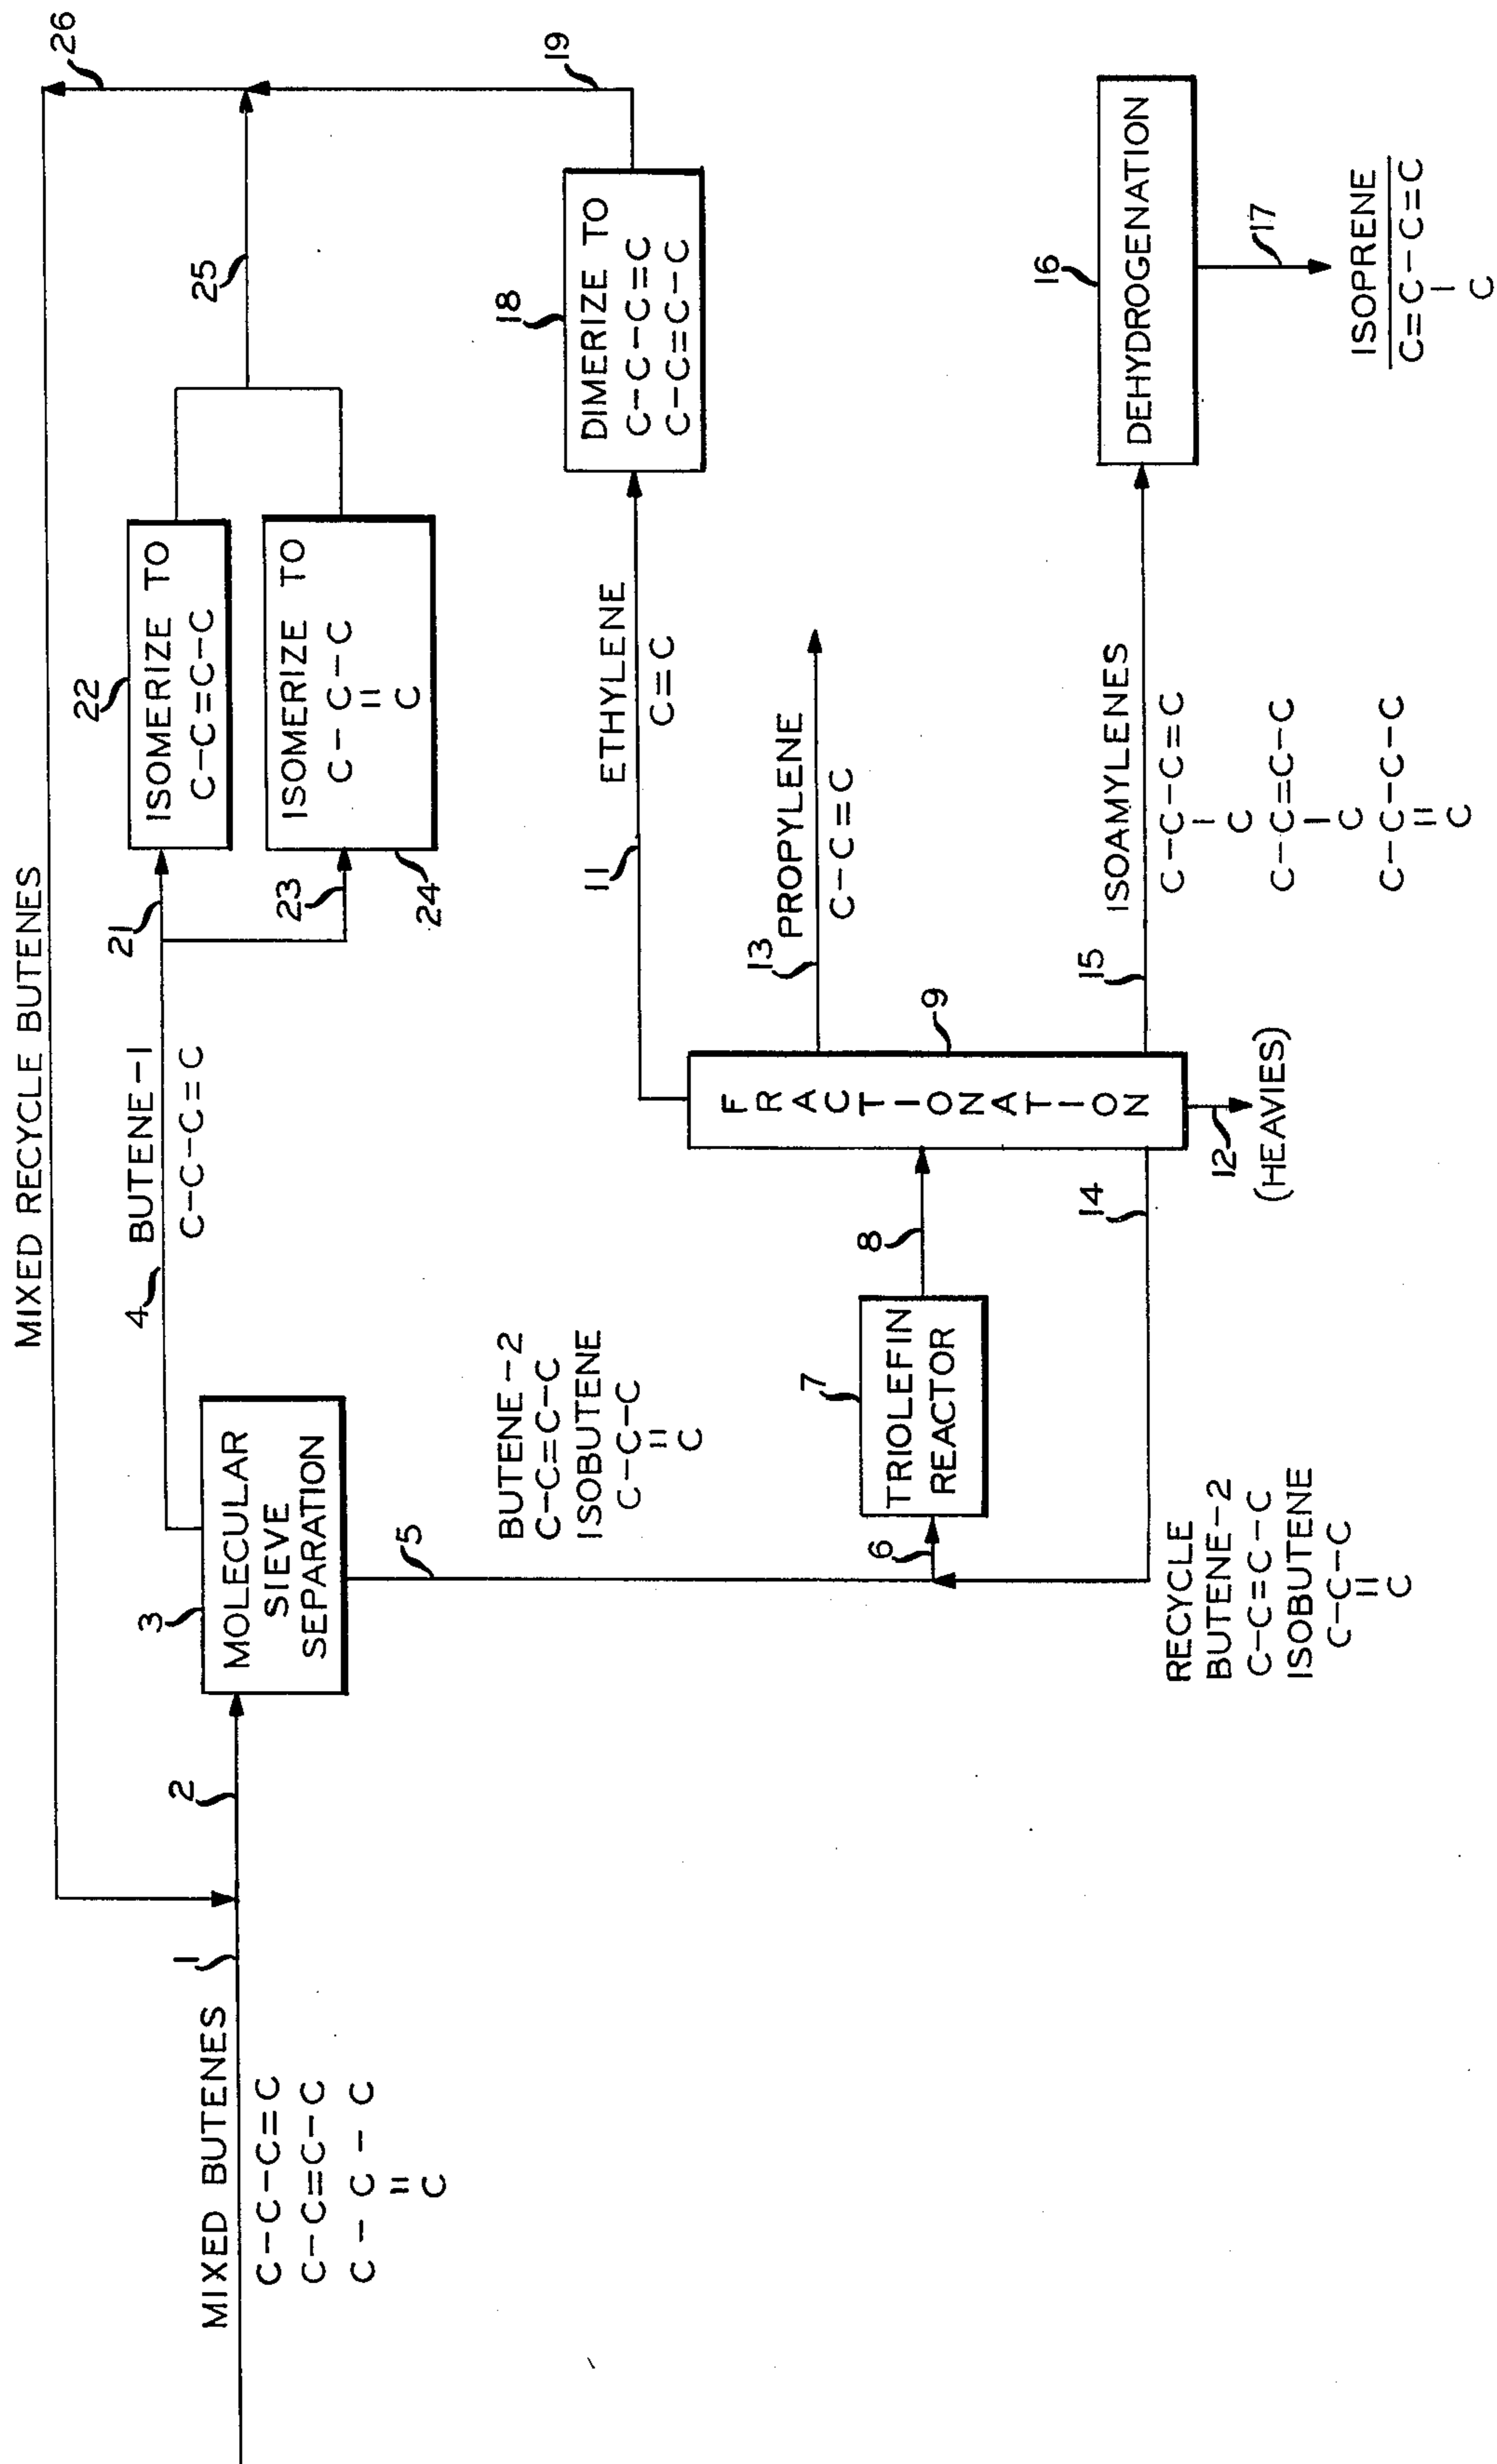 MIXED RECYCLE BUTENES
26
MIXED BUTENES
1
C-C-C=C
C-C=C-C
C-C-C
=
C
2
3
MOLECULAR
SIEVE
SEPARATION
4
BUTENE-1
C-C-C=C
21
22
ISOMERIZE TO
C-C=C-C
23
24
ISOMERIZE TO
C-C-C
=
C
25
19
5
BUTENE-2
C-C=C-C
ISOBUTENE
C-C-C
=
C
11
ETHYLENE
C=C
18
DIMERIZE TO
C-C-C=C
C-C=C-C
6
7
TRIOLEFIN
REACTOR
8
9
FRACTIONATION
13
PROPYLENE
C-C=C
14
RECYCLE
BUTENE-2
C-C=C-C
ISOBUTENE
C-C-C
=
C
12
(HEAVIES)
15
ISOAMYLENES
C-C-C=C
-
C
C-C=C-C
-
C
C-C-C-C
=
C
16
DEHYDROGENATION
17
ISOPRENE
C=C-C=C
-
C